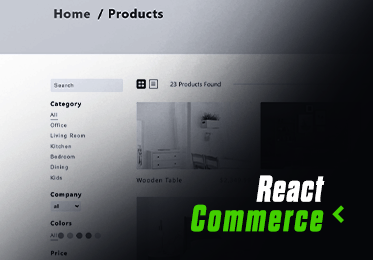 Home / Products
Search
23 Products Found
Category
All
Office
Living Room
Kitchen
Bedroom
Dining
Kids
Wooden Table
Company
all
Colors
All
Price
React
Commerce